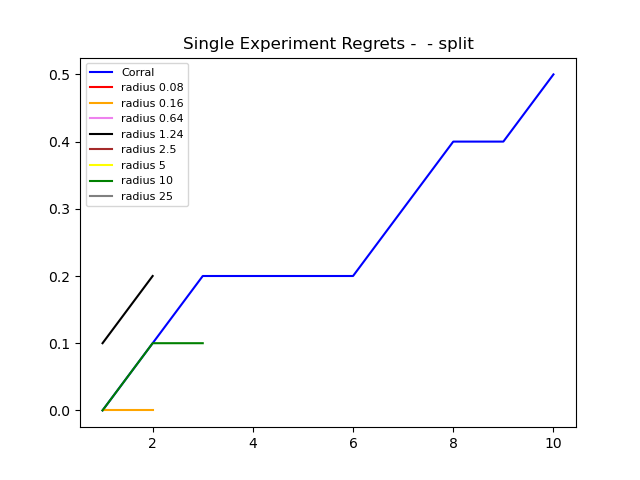 Single Experiment Regrets -  - split
Corral
radius 0.08
radius 0.16
radius 0.64
radius 1.24
radius 2.5
radius 5
radius 10
radius 25
0.5
0.4
0.3
0.2
0.1
0.0
2 4 6 8 10